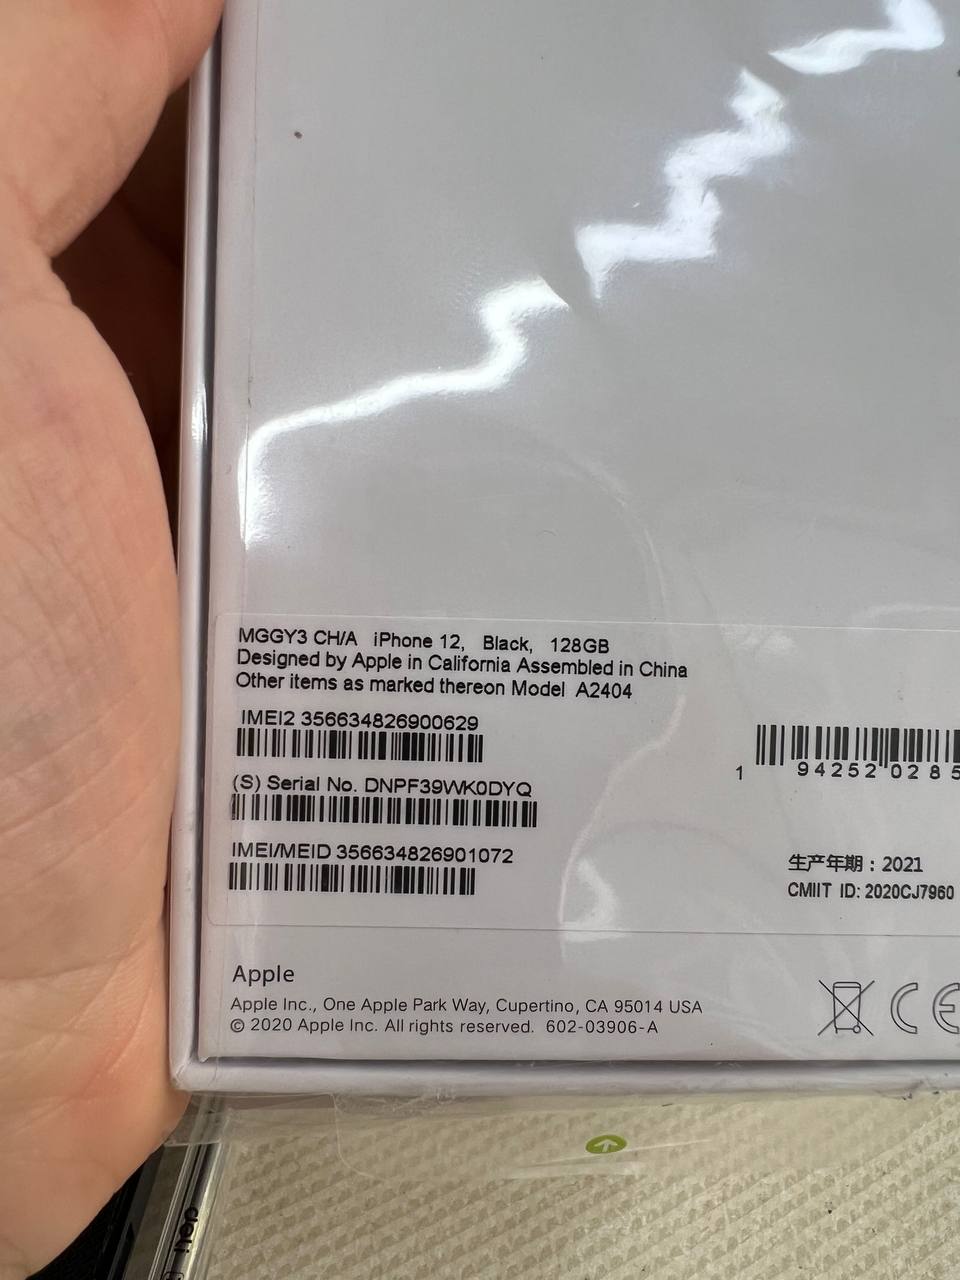 MGGY3 CH/A iPhone 12, Black, 128GB
Designed by Apple in California Assembled in China
Other items as marked thereon Model A2404
IMEI2 356634826900629
(S) Serial No. DNPF39WK0DYQ
IMEI/MEID 356634826901072
1 94252 0285
生产年期：2021
CMIIT ID: 2020CJ7960
Apple
Apple Inc., One Apple Park Way, Cupertino, CA 95014 USA
© 2020 Apple Inc. All rights reserved. 602-03906-A
CE
deli